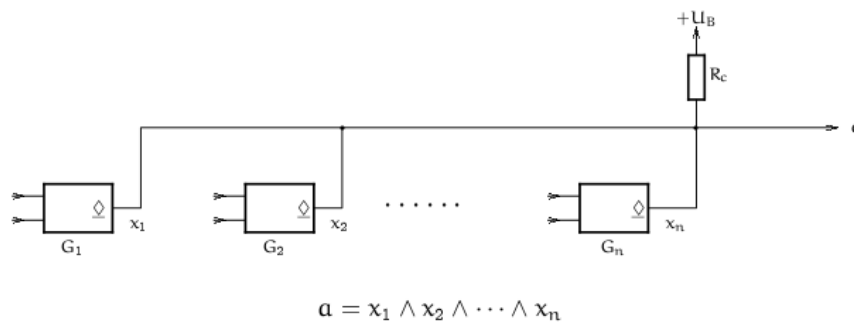 +U_B
R_c
a
x_1 x_2 ...... x_n
G_1 G_2 G_n
a = x_1 ∧ x_2 ∧ ⋯ ∧ x_n